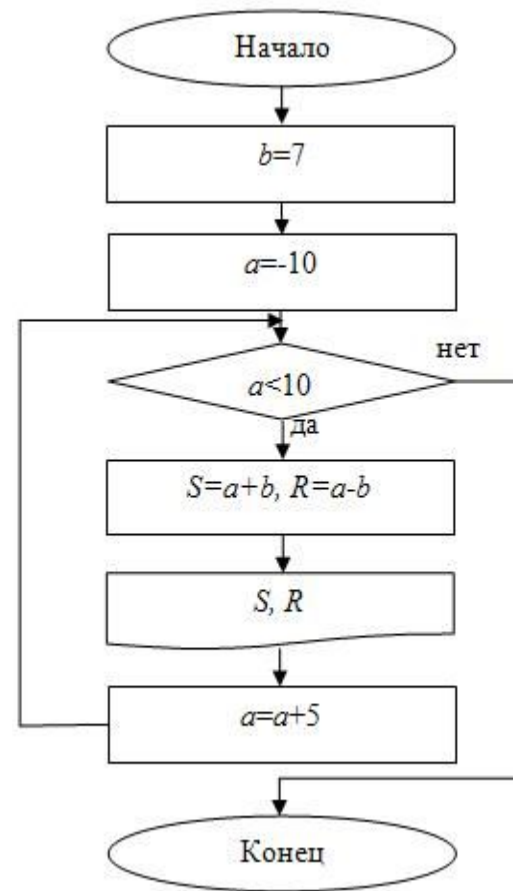 Начало
b=7
a=-10
нет
a<10
да
S=a+b, R=a-b
S, R
a=a+5
Конец